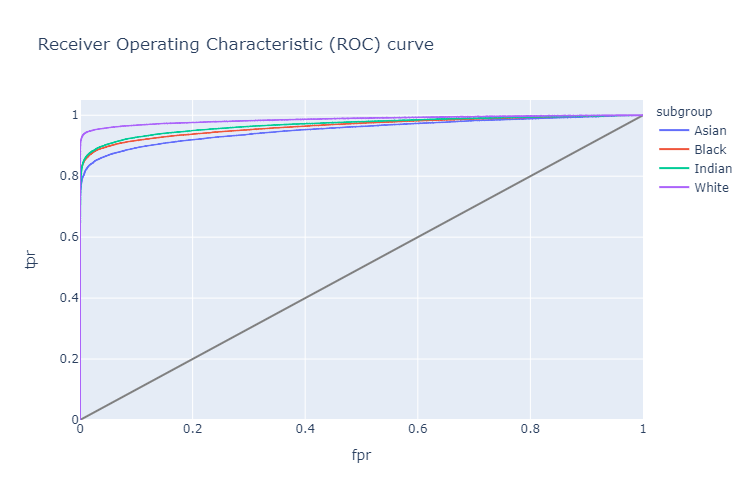 Receiver Operating Characteristic (ROC) curve
subgroup
Asian
Black
Indian
White
1
0.8
0.6
0.4
0.2
0
tpr
0 0.2 0.4 0.6 0.8 1
fpr